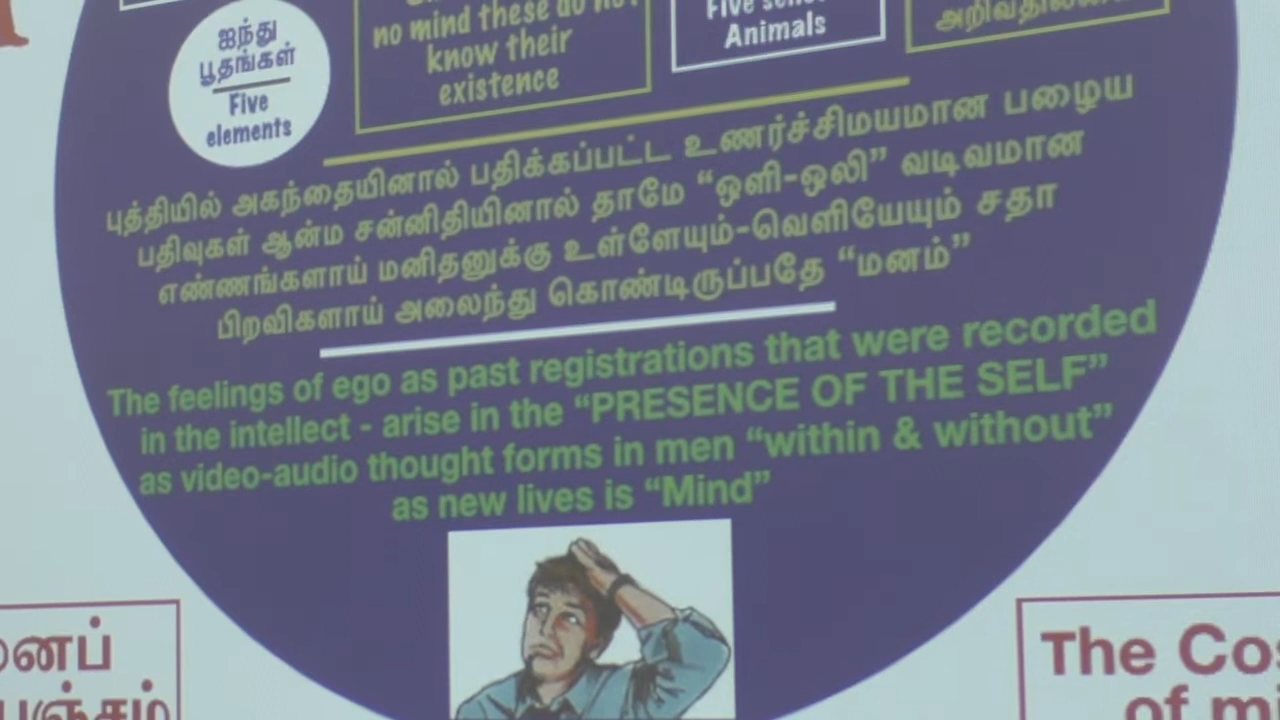 ஐந்து
பூதங்கள்
Five
elements
no mind these do not
know their
existence
Five
Animals
புத்தியில் அகந்தையினால் பதிக்கப்பட்ட உணர்ச்சிமயமான பழைய
பதிவுகள் ஆன்ம சன்னிதியினால் தாமே “ஒளி-ஒலி” வடிவமான
எண்ணங்களாய் மனிதனுக்கு உள்ளேயும்-வெளியேயும் சதா
பிறவிகளாய் அலைந்து கொண்டிருப்பதே “மனம்”
The feelings of ego as past registrations that were recorded
in the intellect - arise in the “PRESENCE OF THE SELF”
as video-audio thought forms in men “within & without”
as new lives is “Mind”
The
of